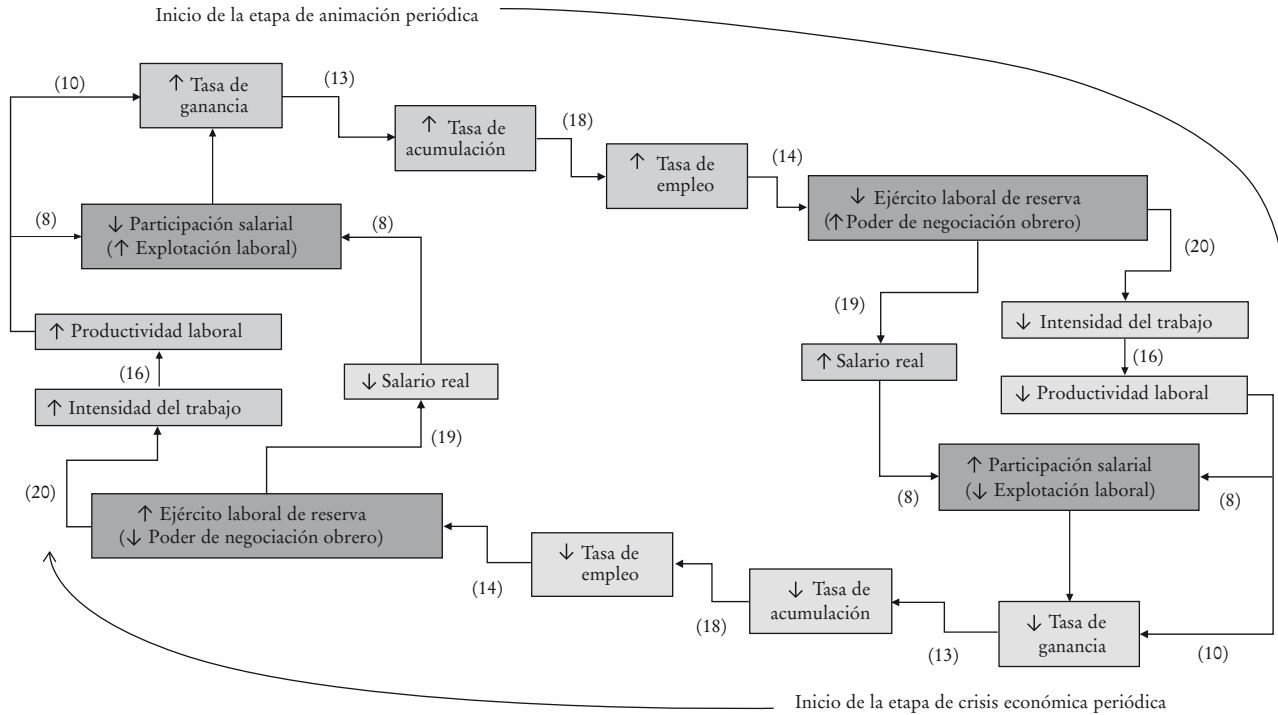 Inicio de la etapa de animación periódica
(10)
↑ Tasa de
ganancia
(13)
↑ Tasa de
acumulación
(18)
↑ Tasa de
empleo
(14)
↓ Ejército laboral de reserva
(↑ Poder de negociación obrero)
(8)
↓ Participación salarial
(↑ Explotación laboral)
(8)
(20)
(19)
↓ Intensidad del trabajo
↑ Productividad laboral
(16)
↑ Salario real
(16)
↓ Salario real
↓ Productividad laboral
↑ Intensidad del trabajo
(19)
(20)
↑ Participación salarial
(↓ Explotación laboral)
(8)
(8)
↑ Ejército laboral de reserva
(↓ Poder de negociación obrero)
(14)
↓ Tasa de
empleo
(18)
↓ Tasa de
acumulación
(13)
↓ Tasa de
ganancia
(10)
Inicio de la etapa de crisis económica periódica